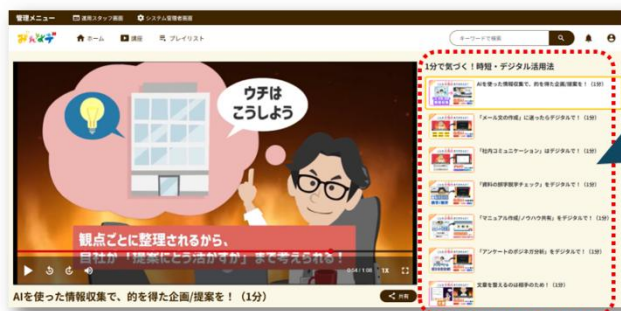 管理メニュー 運用スタッフ画面 システム管理者画面
みんデブ ホーム 講座 プレイリスト キーワードで検索
ウチは
こうしよう
観点ごとに整理されるから、
自社が「提案にどう活かすか」まで考えられる！
0:54 / 1:08 1X
AIを使った情報収集で、的を得た企画/提案を！（1分）
共有
1分で気づく！時短・デジタル活用法
AIを使った情報収集で、的を得た企画/提案を！（1分）
「メール文の作成」に迷ったらデジタルで！（1分）
「社内コミュニケーション」はデジタルで！（1分）
「資料の誤字脱字チェック」をデジタルで！（1分）
「マニュアル作成/ノウハウ共有」をデジタルで！（1分）
「アンケートのポジネガ分析」をデジタルで！（1分）
文章を整えるのは相手のため！（1分）